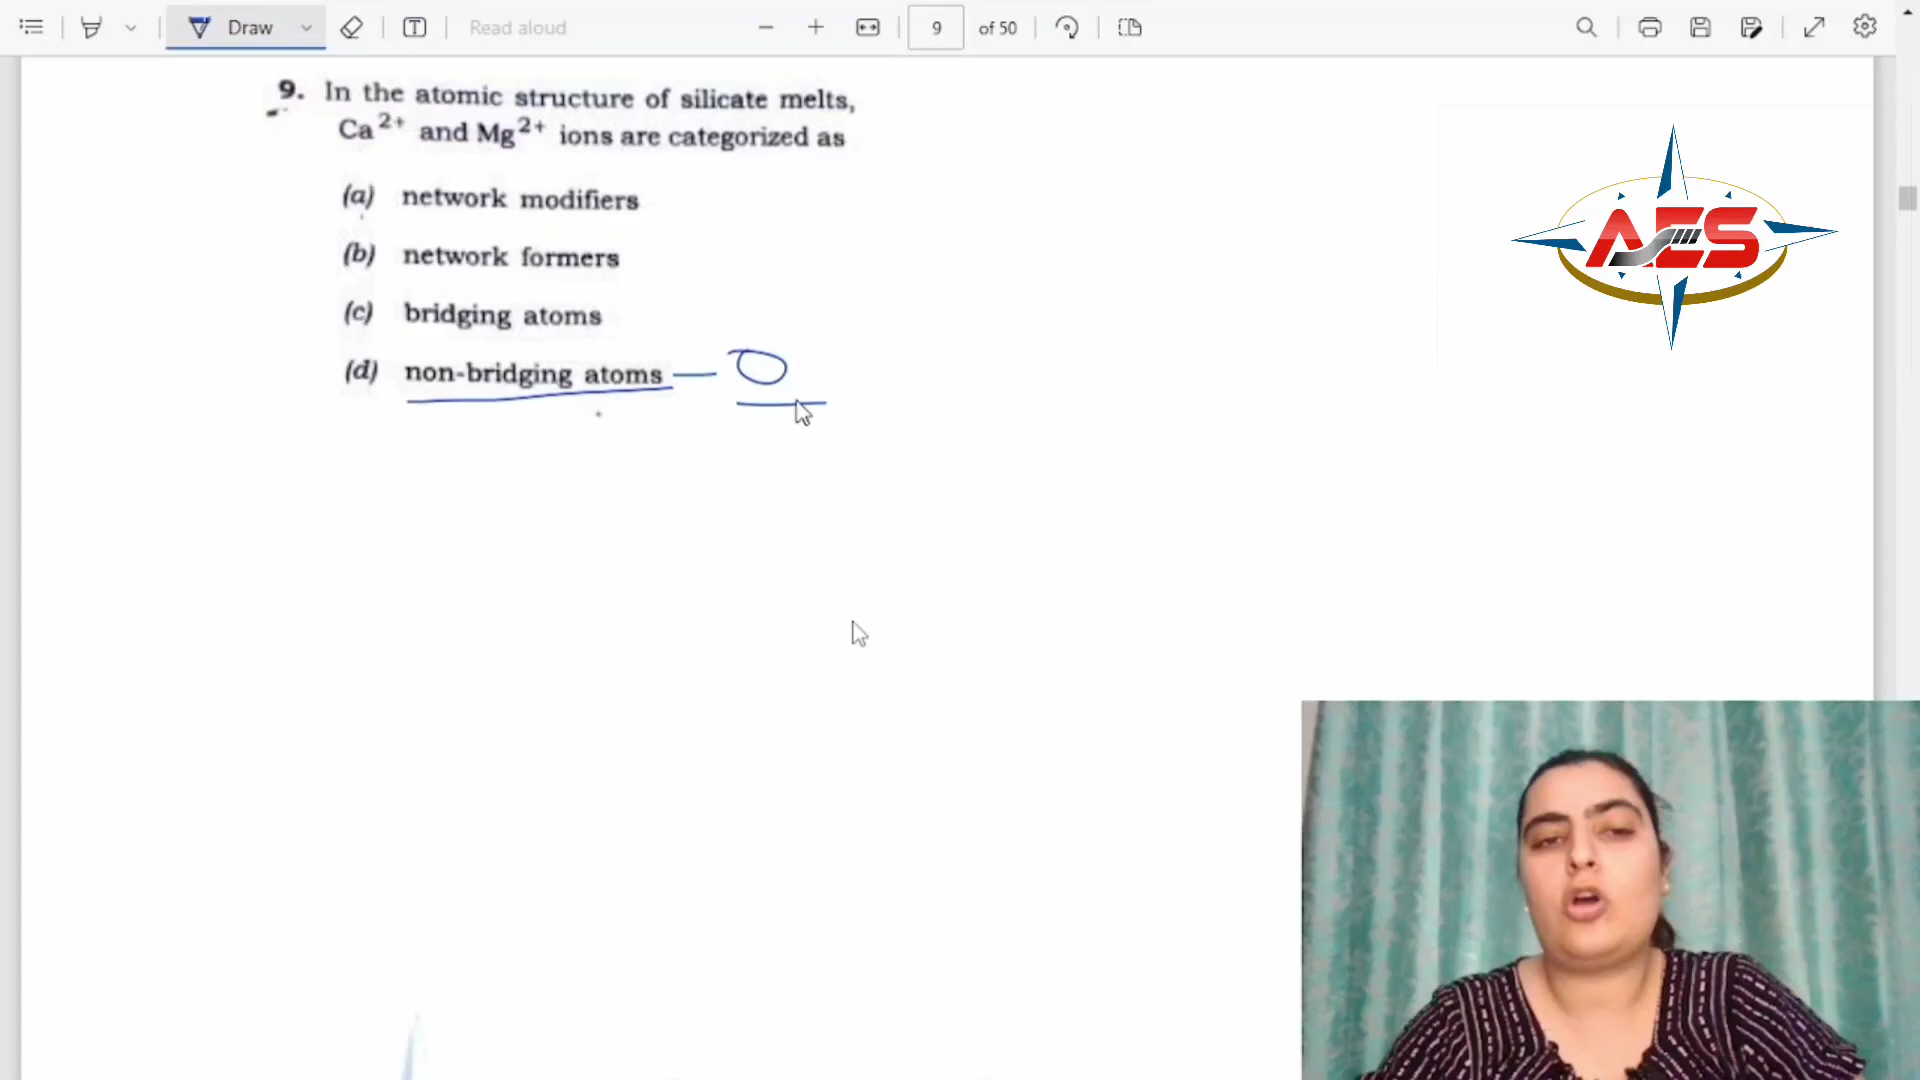 Draw
Read aloud
9 of 50
9. In the atomic structure of silicate melts,
Ca2+ and Mg2+ ions are categorized as
(a) network modifiers
(b) network formers
(c) bridging atoms
(d) non-bridging atoms — O
AES